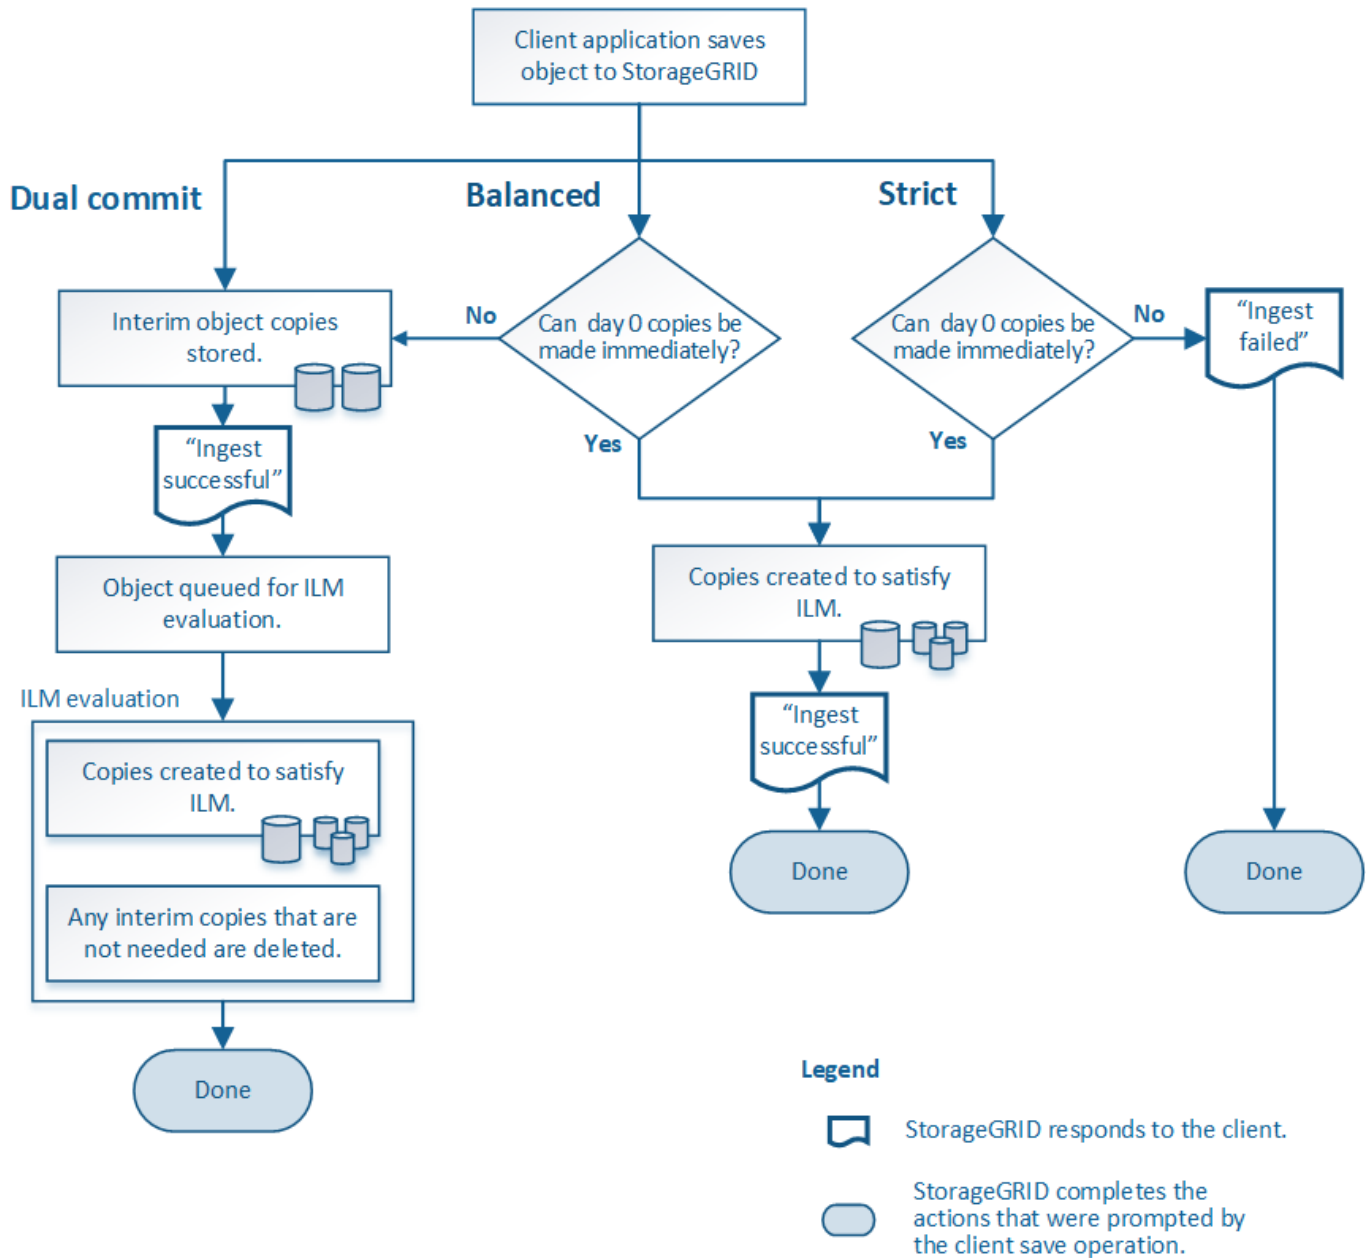 Client application saves
object to StorageGRID
Dual commit
Balanced
Strict
Interim object copies
stored.
No
Can day 0 copies be
made immediately?
Can day 0 copies be
made immediately?
No
“Ingest
failed”
Yes
Yes
“Ingest
successful”
Object queued for ILM
evaluation.
Copies created to satisfy
ILM.
ILM evaluation
“Ingest
successful”
Copies created to satisfy
ILM.
Any interim copies that are
not needed are deleted.
Done
Done
Done
Legend
StorageGRID responds to the client.
StorageGRID completes the
actions that were prompted by
the client save operation.